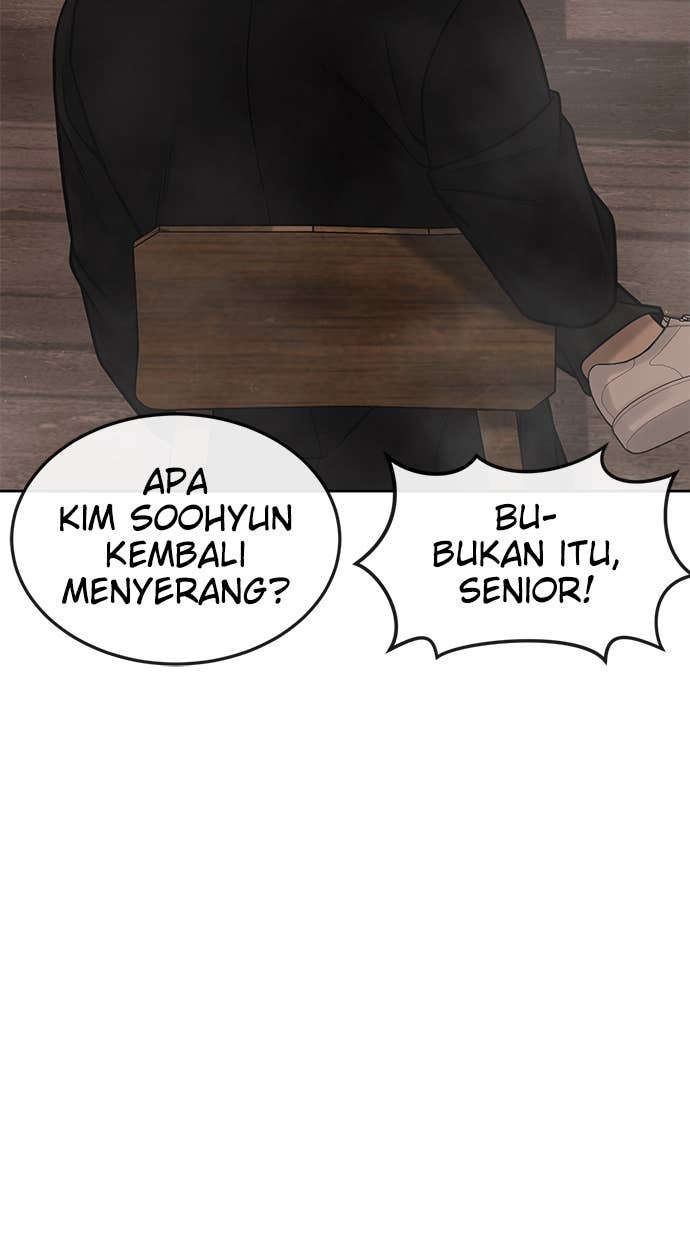 APA
KIM SOOHYUN
KEMBALI
MENYERANG?
BU-
BUKAN ITU,
SENIOR!